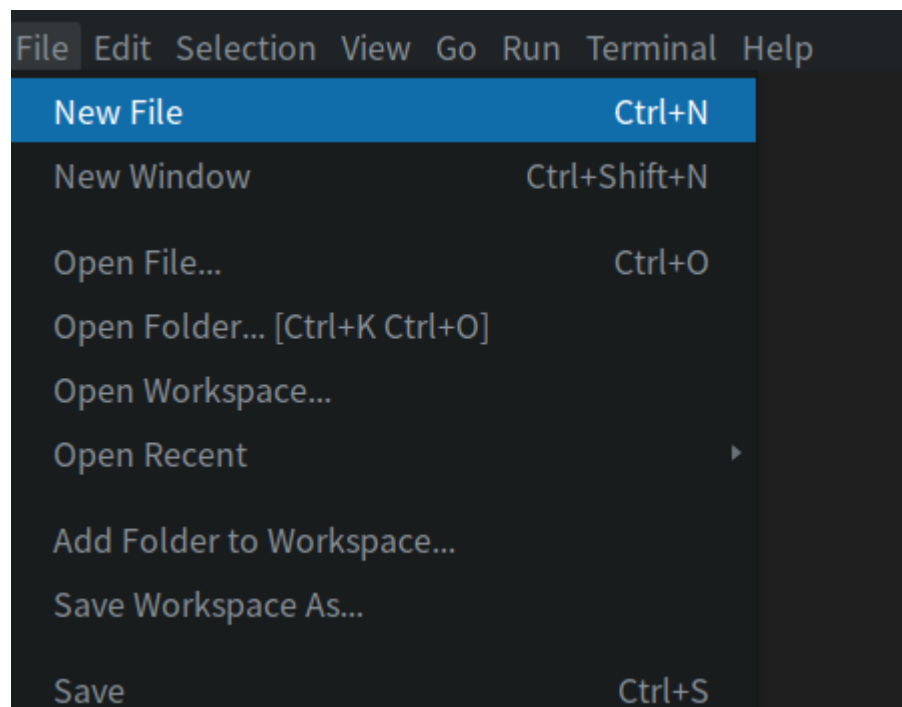 File Edit Selection View Go Run Terminal Help
New File Ctrl+N
New Window Ctrl+Shift+N
Open File... Ctrl+O
Open Folder... [Ctrl+K Ctrl+O]
Open Workspace...
Open Recent
Add Folder to Workspace...
Save Workspace As...
Save Ctrl+S